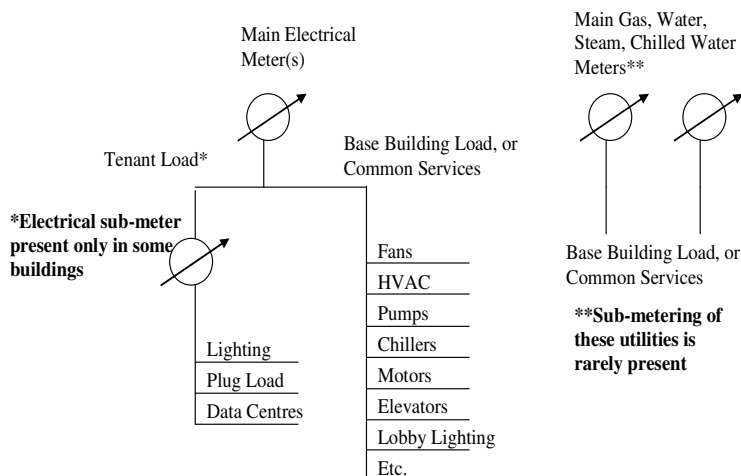 Main Electrical
Meter(s)
Main Gas, Water,
Steam, Chilled Water
Meters**
Tenant Load*
Base Building Load, or
Common Services
*Electrical sub-meter
present only in some
buildings
Lighting
Plug Load
Data Centres
Fans
HVAC
Pumps
Chillers
Motors
Elevators
Lobby Lighting
Etc.
Base Building Load, or
Common Services
**Sub-metering of
these utilities is
rarely present